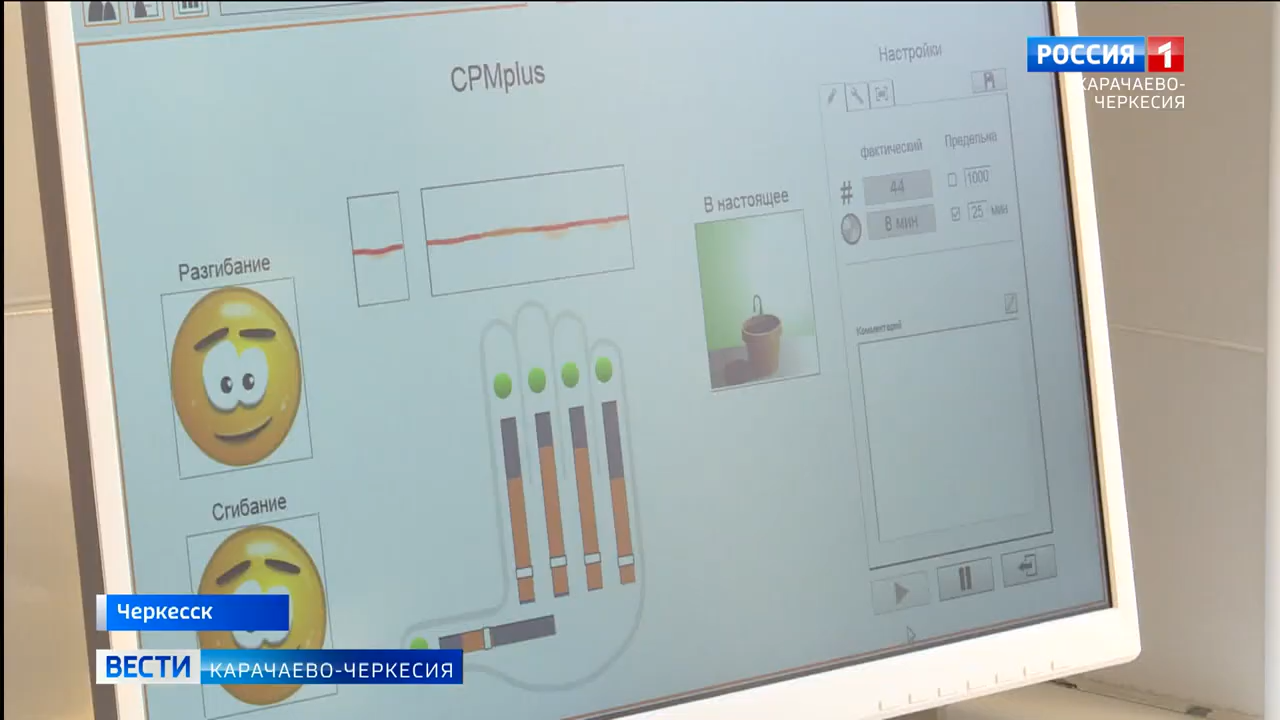 CPMplus
Настройки
РОССИЯ 1
КАРАЧАЕВО-
ЧЕРКЕСИЯ
фактический
Предельна
# 44
1000
8 мин
25 мин
В настоящее
Разгибание
Комментарий
Сгибание
Черкесск
ВЕСТИ КАРАЧАЕВО-ЧЕРКЕСИЯ